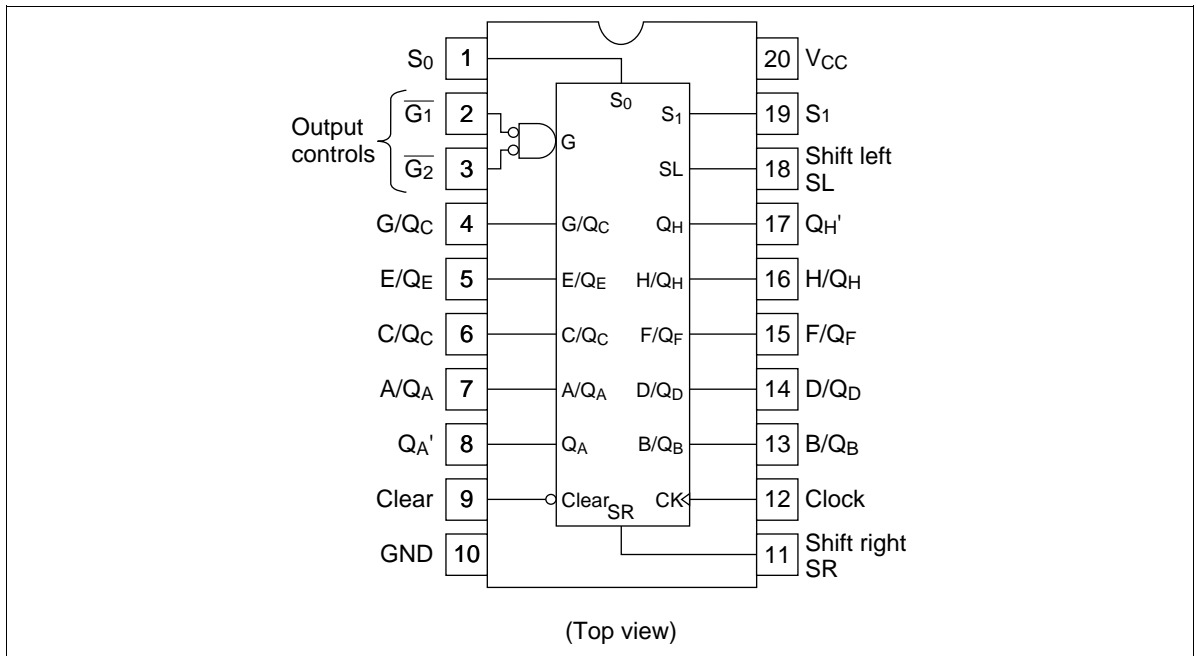 S0 1
Output controls
G1 2
G2 3
G/QC 4
E/QE 5
C/QC 6
A/QA 7
QA' 8
Clear 9
GND 10
S0
G
G/QC
E/QE
C/QC
A/QA
QA
Clear
SR
S1
SL
QH
H/QH
F/QF
D/QD
B/QB
CK
20 VCC
19 S1
18 Shift left SL
17 QH'
16 H/QH
15 F/QF
14 D/QD
13 B/QB
12 Clock
11 Shift right SR
(Top view)